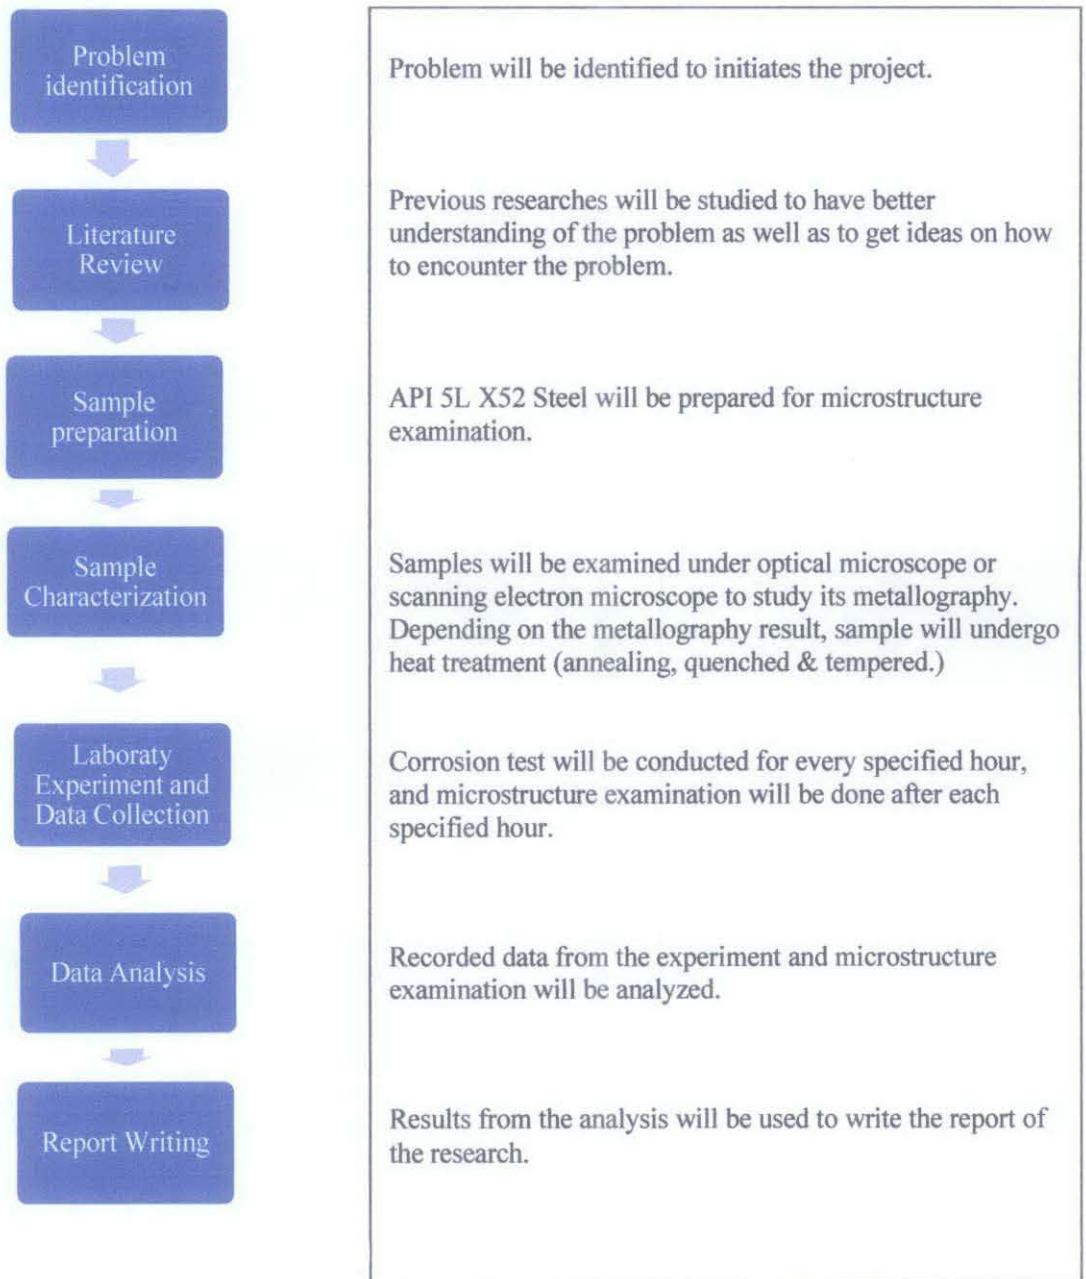 Problem
identification
Problem will be identified to initiates the project.
Literature
Review
Previous researches will be studied to have better
understanding of the problem as well as to get ideas on how
to encounter the problem.
Sample
preparation
API 5L X52 Steel will be prepared for microstructure
examination.
Sample
Characterization
Samples will be examined under optical microscope or
scanning electron microscope to study its metallography.
Depending on the metallography result, sample will undergo
heat treatment (annealing, quenched & tempered.)
Laboraty
Experiment and
Data Collection
Corrosion test will be conducted for every specified hour,
and microstructure examination will be done after each
specified hour.
Data Analysis
Recorded data from the experiment and microstructure
examination will be analyzed.
Report Writing
Results from the analysis will be used to write the report of
the research.